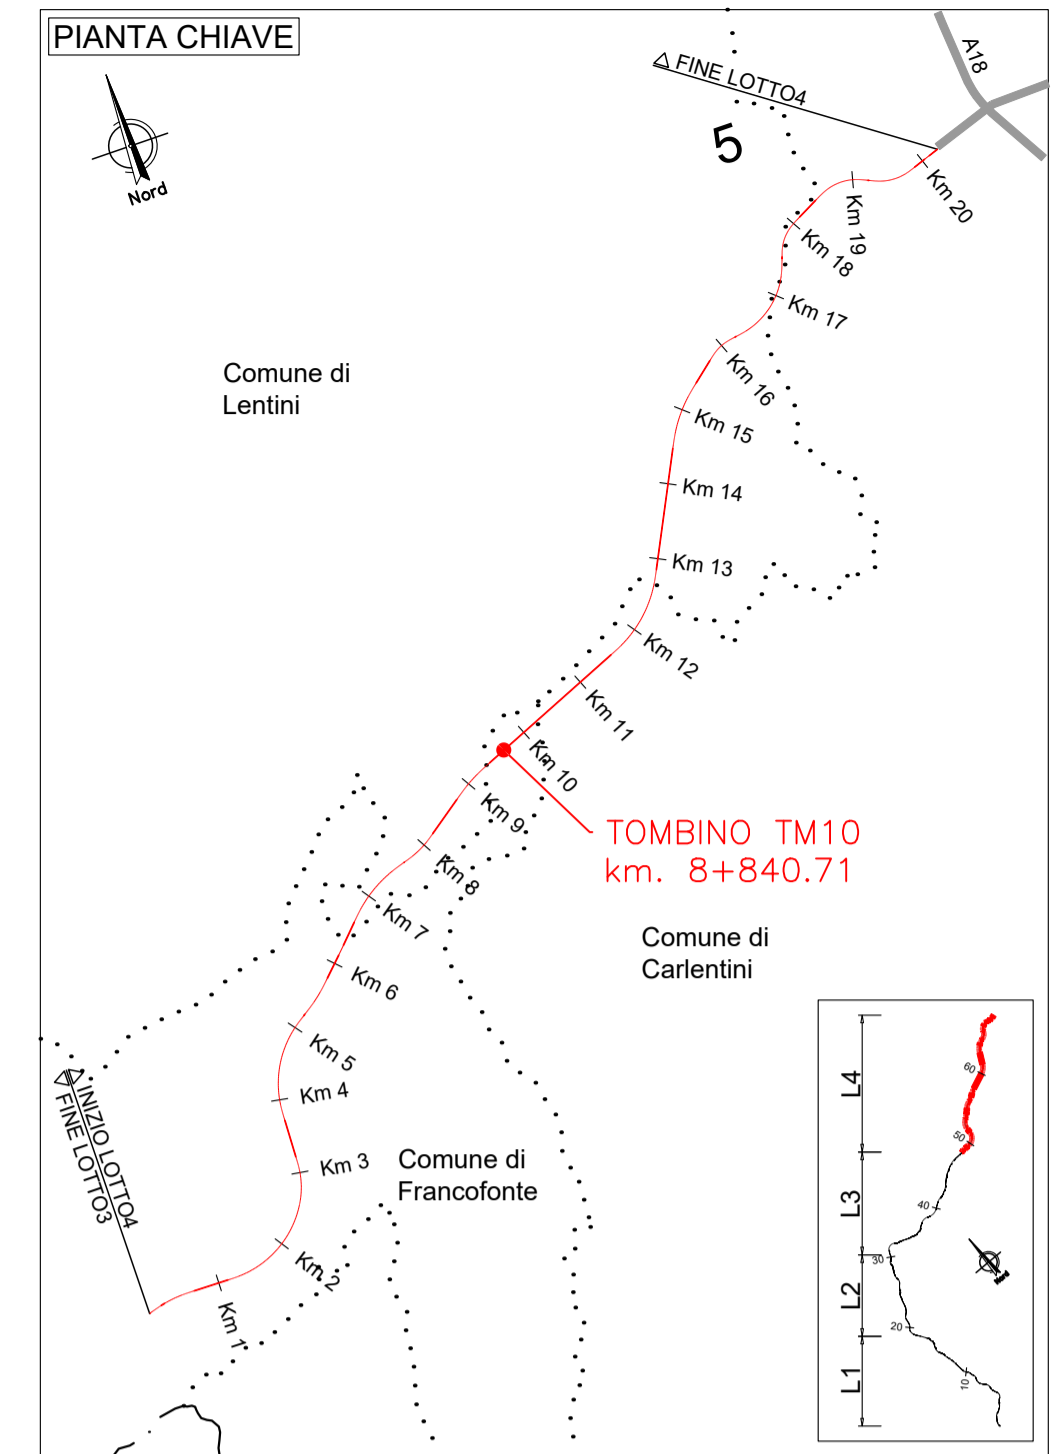 PIANTA CHIAVE
Nord
FINE LOTTO4
A18
5
Km 20
Km 19
Km 18
Km 17
Km 16
Km 15
Km 14
Km 13
Km 12
Km 11
Km 10
Km 9
Km 8
Km 7
Km 6
Km 5
Km 4
Km 3
Km 2
Km 1
Comune di
Lentini
TOMBINO TM10
km. 8+840.71
Comune di
Carlentini
Comune di
Francofonte
INIZIO LOTTO4
FINE LOTTO3
L4
L3
L2
L1
60
50
40
30
20
10
Nord